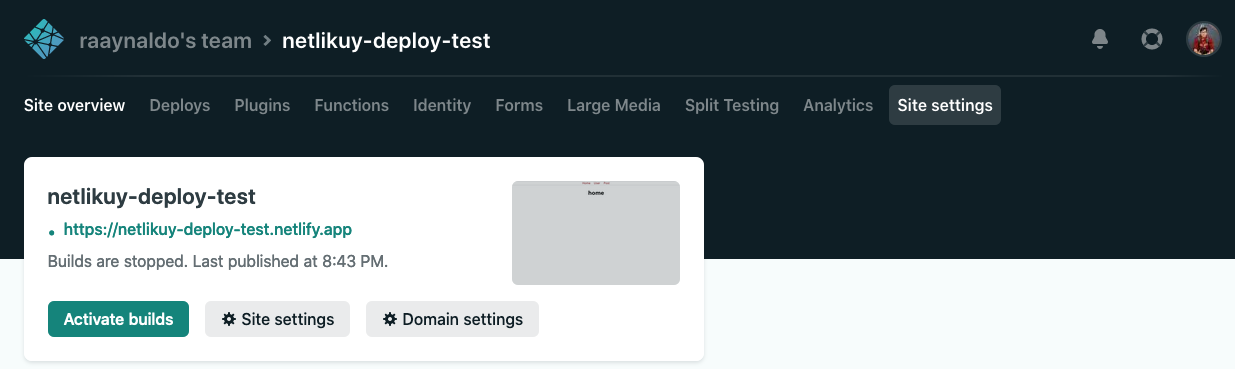 raaynaldo's team > netlikuy-deploy-test
Site overview Deploys Plugins Functions Identity Forms Large Media Split Testing Analytics Site settings
netlikuy-deploy-test
https://netlikuy-deploy-test.netlify.app
Builds are stopped. Last published at 8:43 PM.
home
Activate builds Site settings Domain settings